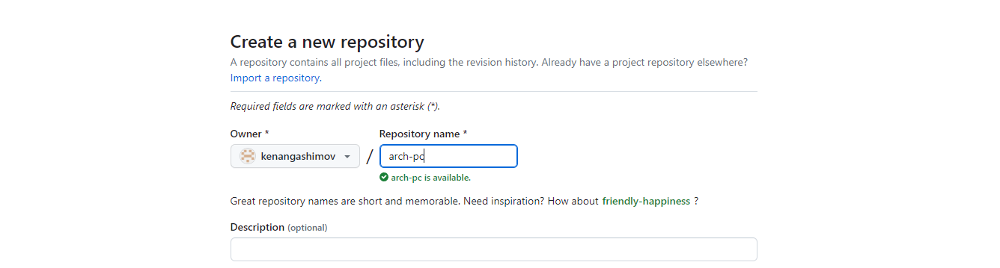 Create a new repository
A repository contains all project files, including the revision history. Already have a project repository elsewhere?
Import a repository.
Required fields are marked with an asterisk (*).
Owner *
Repository name *
kenangashimov
/
arch-pc
arch-pc is available.
Great repository names are short and memorable. Need inspiration? How about friendly-happiness ?
Description (optional)